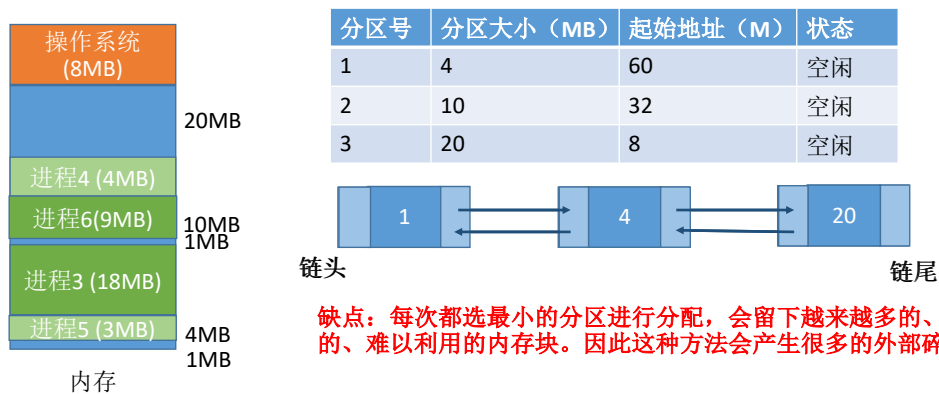 操作系统
(8MB)
20MB
进程4 (4MB)
进程6(9MB)
10MB
1MB
进程3 (18MB)
进程5 (3MB)
4MB
1MB
内存
分区号 分区大小（MB） 起始地址（M） 状态
1 4 60 空闲
2 10 32 空闲
3 20 8 空闲
1 4 20
链头
链尾
缺点：每次都选最小的分区进行分配，会留下越来越多的、
的、难以利用的内存块。因此这种方法会产生很多的外部碎